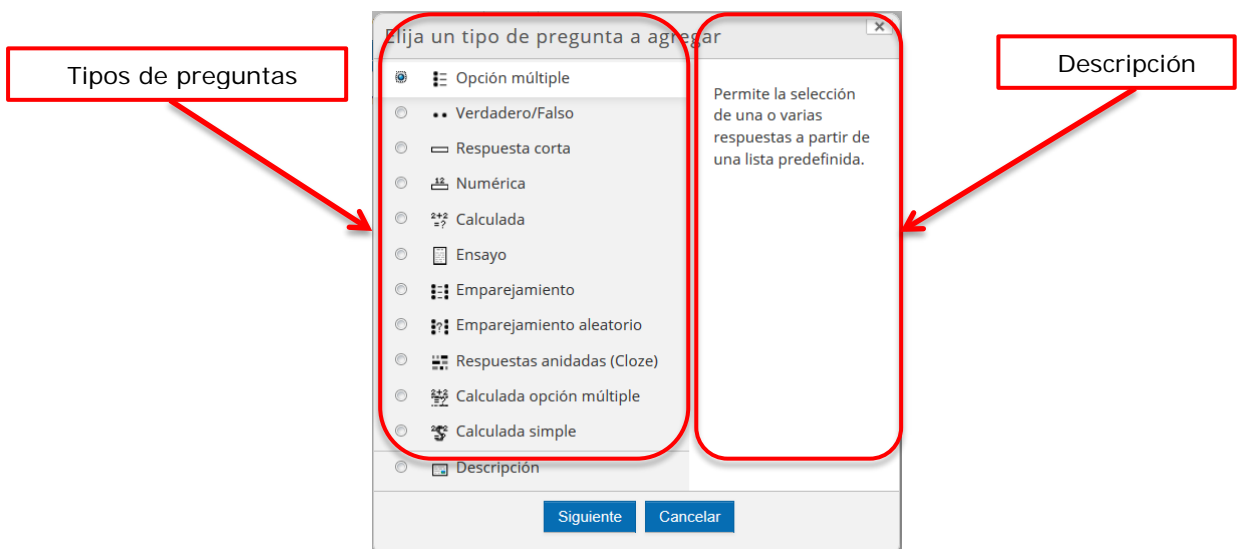 Elija un tipo de pregunta a agregar
Tipos de preguntas
Descripción
Opción múltiple
Verdadero/Falso
Respuesta corta
Numérica
Calculada
Ensayo
Emparejamiento
Emparejamiento aleatorio
Respuestas anidadas (Cloze)
Calculada opción múltiple
Calculada simple
Descripción
Permite la selección
de una o varias
respuestas a partir de
una lista predefinida.
Siguiente
Cancelar